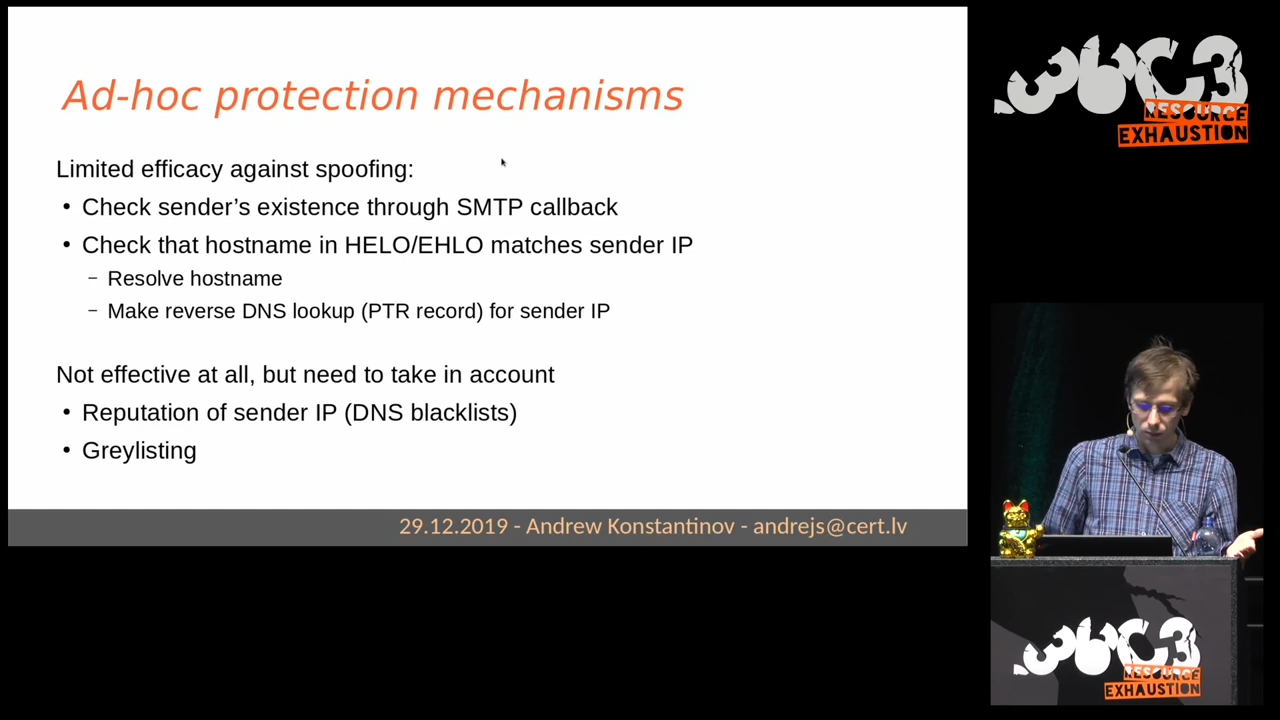 Ad-hoc protection mechanisms
Limited efficacy against spoofing:
• Check sender’s existence through SMTP callback
• Check that hostname in HELO/EHLO matches sender IP
– Resolve hostname
– Make reverse DNS lookup (PTR record) for sender IP
Not effective at all, but need to take in account
• Reputation of sender IP (DNS blacklists)
• Greylisting
29.12.2019 - Andrew Konstantinov - andrejs@cert.lv
36C3
RESOURCE
EXHAUSTION
36C3
RESOURCE
EXHAUSTION